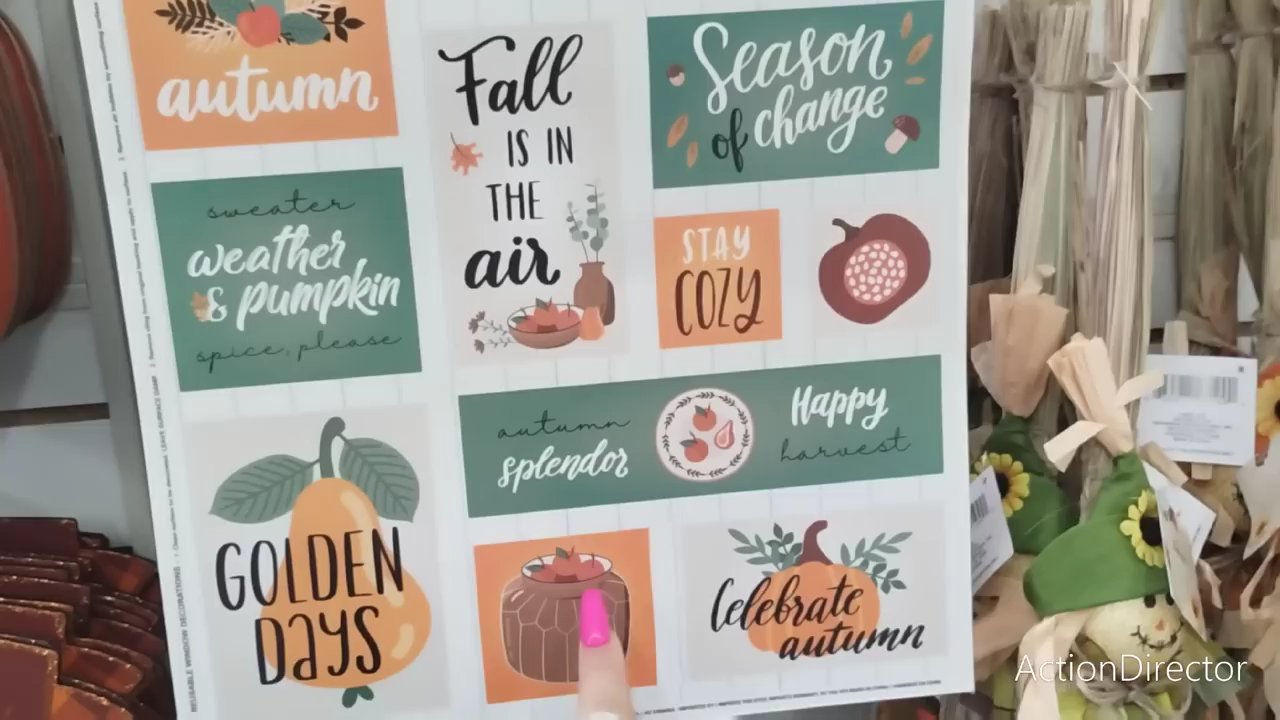 autumn
sweater
weather
& pumpkin
spice, please
GOLDEN
DAYS
Fall
IS IN
THE
air
Season
of change
STAY
COZY
autumn
splendor
Happy
harvest
Celebrate
autumn
REUSABLE WINDOW DECORATIONS
ActionDirector